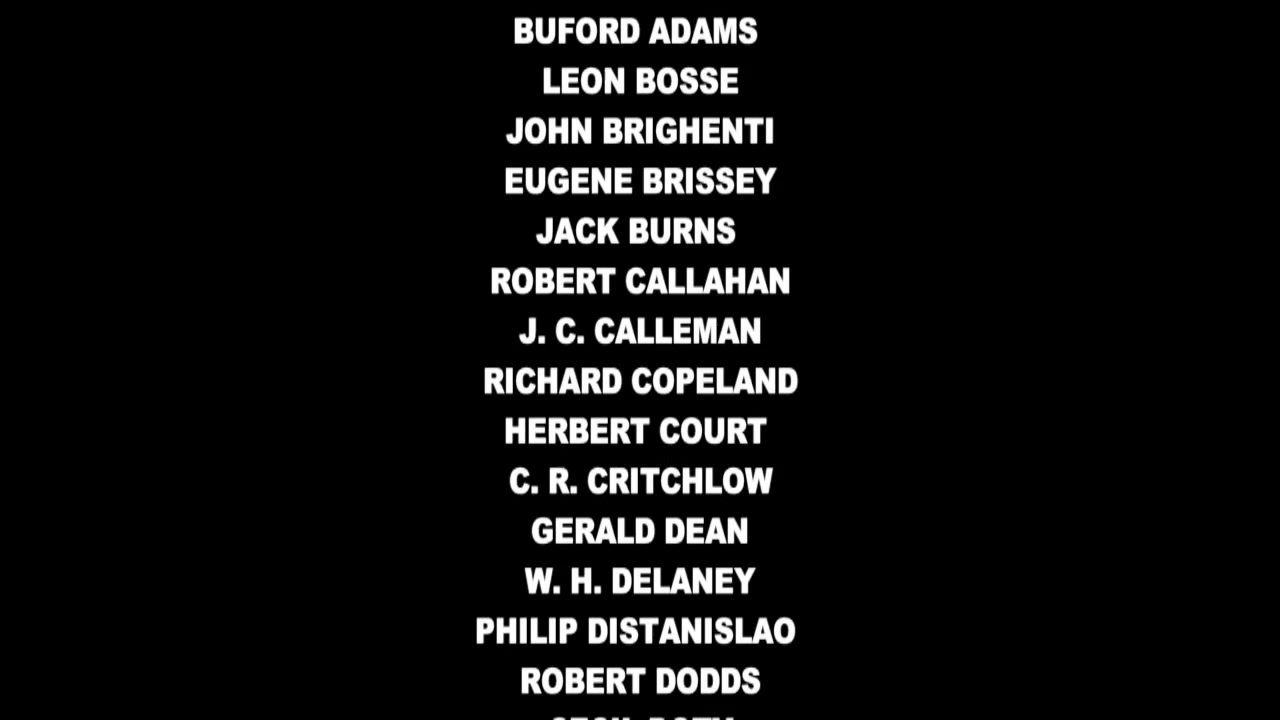 BUFORD ADAMS
LEON BOSSE
JOHN BRIGHENTI
EUGENE BRISSEY
JACK BURNS
ROBERT CALLAHAN
J. C. CALLEMAN
RICHARD COPELAND
HERBERT COURT
C. R. CRITCHLOW
GERALD DEAN
W. H. DELANEY
PHILIP DISTANISLAO
ROBERT DODDS